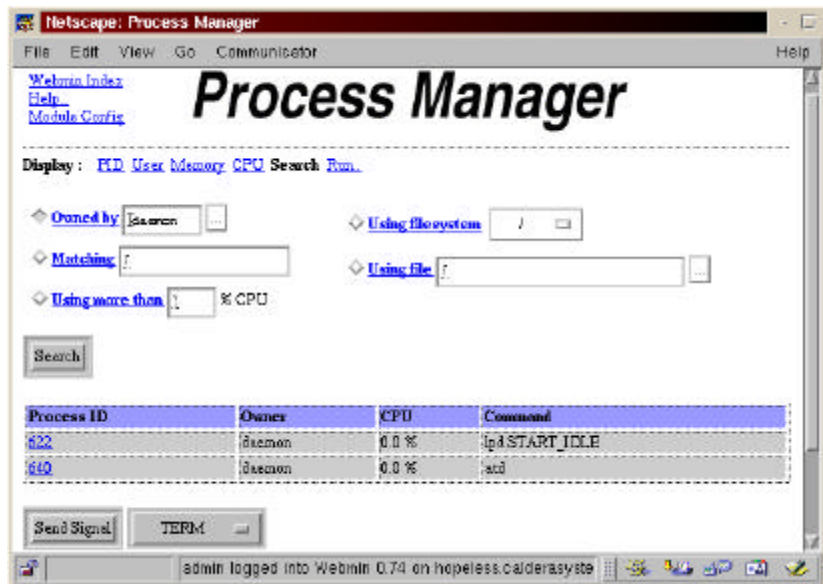 Netscape: Process Manager
File Edit View Go Communicator Help
Webmin Index
Help..
Module Config
Process Manager
Display : PID User Memory CPU Search Run..
Owned by daemon ...
Using filesystem /
Matching
Using file ...
Using more than % CPU
Search
Process ID Owner CPU Command
622 daemon 0.0 % lpd START_IDLE
640 daemon 0.0 % atd
Send Signal TERM
admin logged into Webmin 0.74 on hopeless.calderasyste